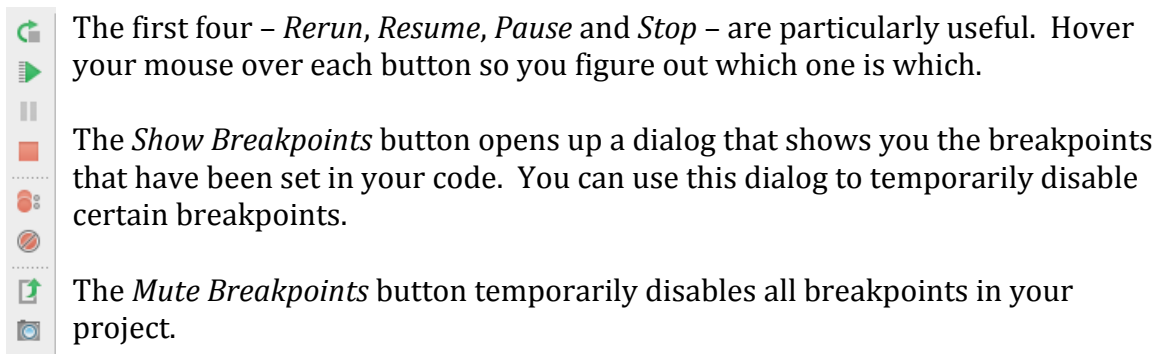 The first four – Rerun, Resume, Pause and Stop – are particularly useful.  Hover
your mouse over each button so you figure out which one is which.
The Show Breakpoints button opens up a dialog that shows you the breakpoints
that have been set in your code.  You can use this dialog to temporarily disable
certain breakpoints.
The Mute Breakpoints button temporarily disables all breakpoints in your
project.